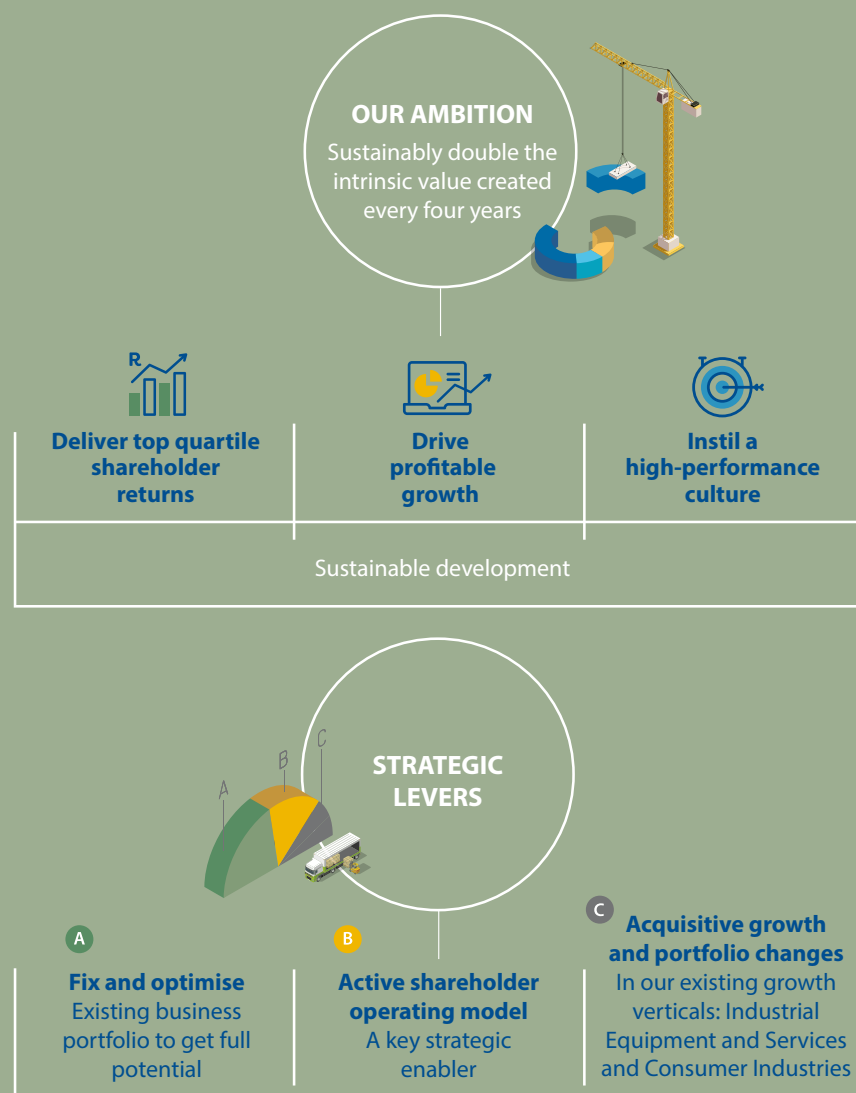 OUR AMBITION
Sustainably double the
intrinsic value created
every four years
R
Deliver top quartile
shareholder
returns
Drive
profitable
growth
Instil a
high-performance
culture
Sustainable development
A
B
C
STRATEGIC
LEVERS
A
Fix and optimise
Existing business
portfolio to get full
potential
B
Active shareholder
operating model
A key strategic
enabler
C
Acquisitive growth
and portfolio changes
In our existing growth
verticals: Industrial
Equipment and Services
and Consumer Industries